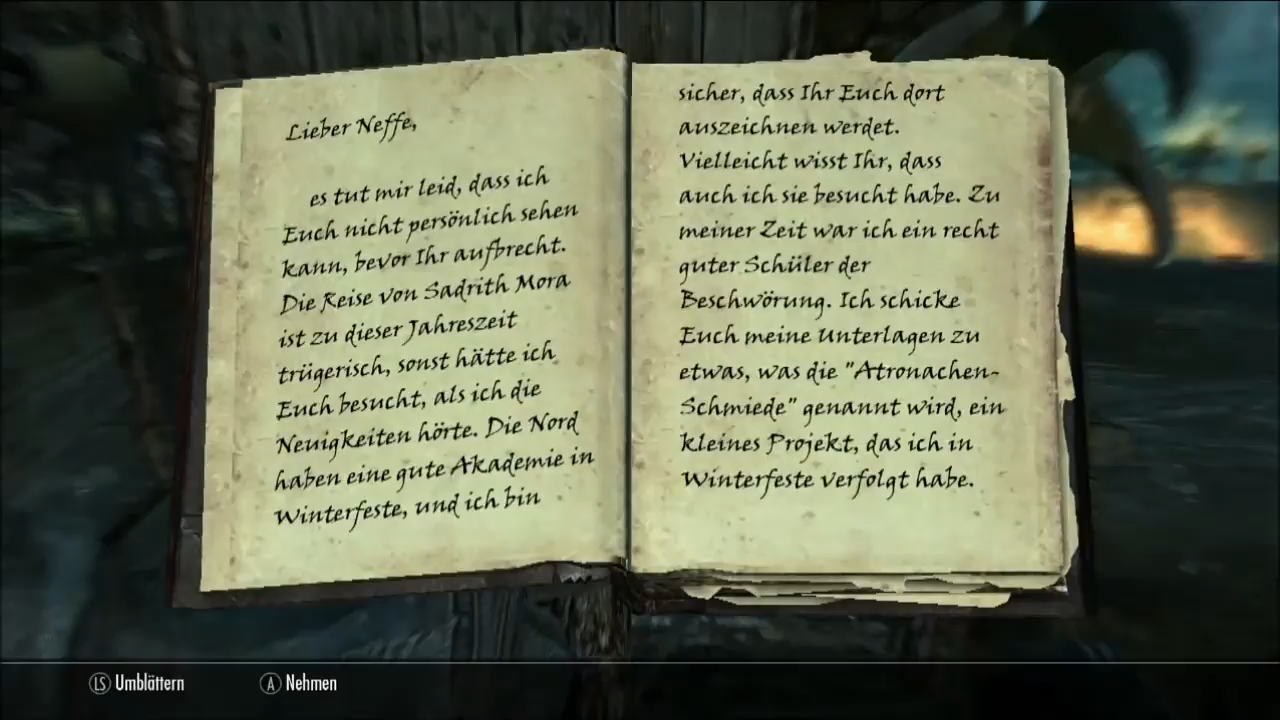 Lieber Neffe,
es tut mir leid, dass ich
Euch nicht persönlich sehen
kann, bevor Ihr aufbrecht.
Die Reise von Sadrith Mora
ist zu dieser Jahreszeit
trügerisch, sonst hätte ich
Euch besucht, als ich die
Neuigkeiten hörte. Die Nord
haben eine gute Akademie in
Winterfeste, und ich bin
sicher, dass Ihr Euch dort
auszeichnen werdet.
Vielleicht wisst Ihr, dass
auch ich sie besucht habe. Zu
meiner Zeit war ich ein recht
guter Schüler der
Beschwörung. Ich schicke
Euch meine Unterlagen zu
etwas, was die "Atronachen-
Schmiede" genannt wird, ein
kleines Projekt, das ich in
Winterfeste verfolgt habe.
LS Umblättern
A Nehmen